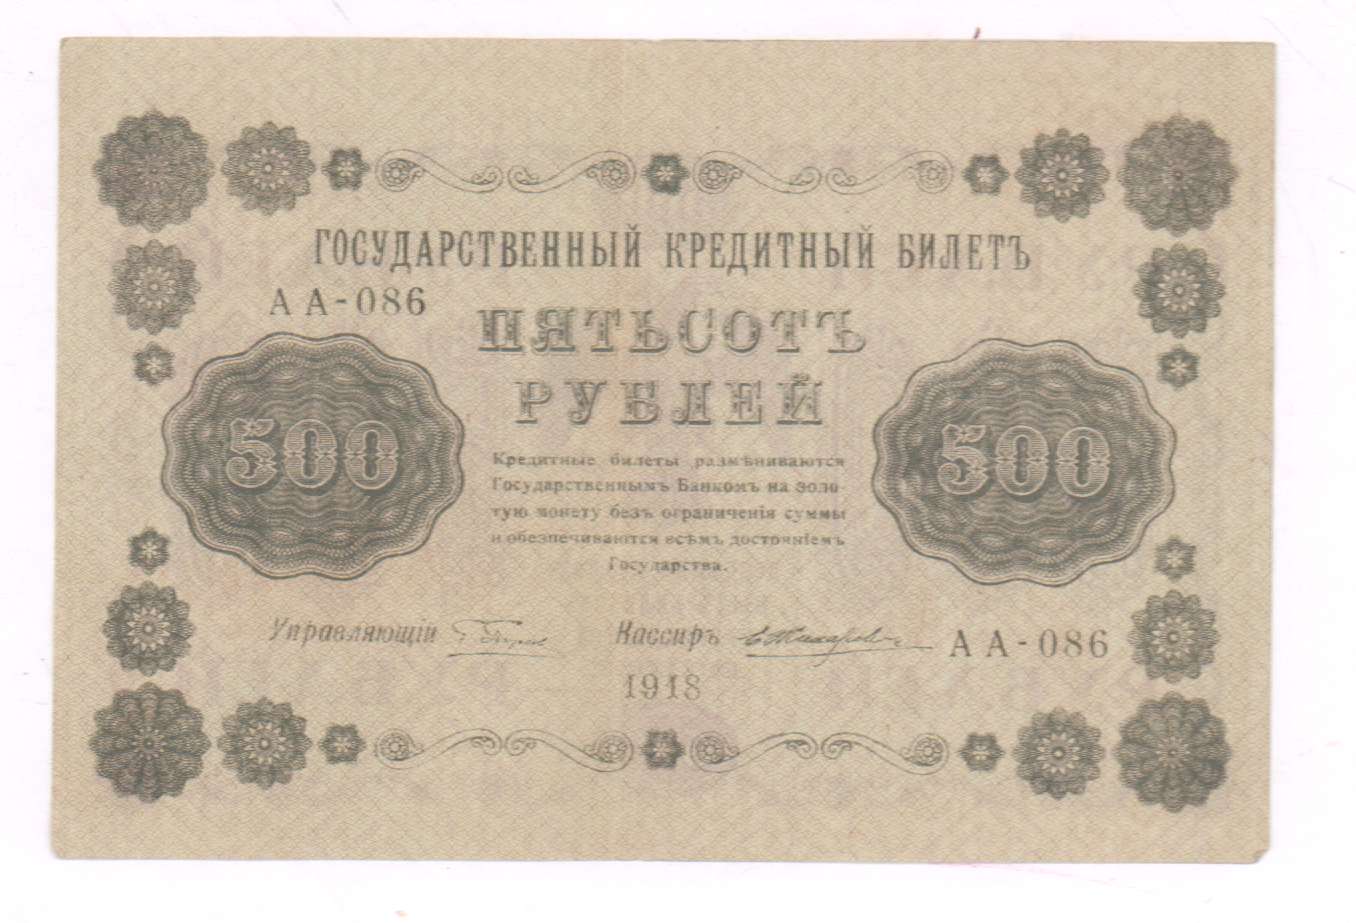 ГОСУДАРСТВЕННЫЙ КРЕДИТНЫЙ БИЛЕТЪ
АА-086
ПЯТЬСОТЪ
РУБЛЕЙ
500
500
Кредитные билеты размѣниваются
Государственнымъ Банкомъ на золо-
тую монету безъ ограниченія суммы
и обезпечиваются всѣмъ достояніемъ
Государства.
Управляющій
Кассиръ
АА-086
1918